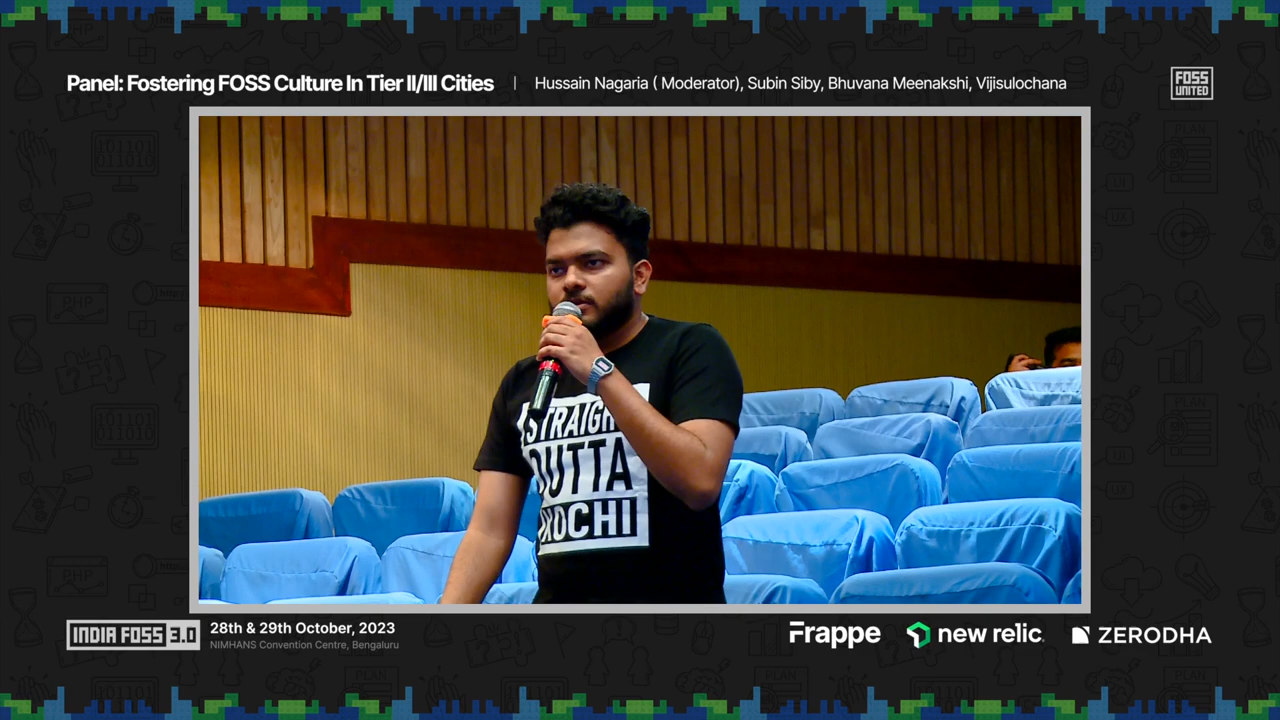 Panel: Fostering FOSS Culture In Tier II/III Cities | Hussain Nagaria ( Moderator), Subin Siby, Bhuvana Meenakshi, Vijisulochana
FOSS
UNITED
STRAIGH
OUTTA
KOCHI
INDIA FOSS 3.0
28th & 29th October, 2023
NIMHANS Convention Centre, Bengaluru
Frappe
new relic
ZERODHA